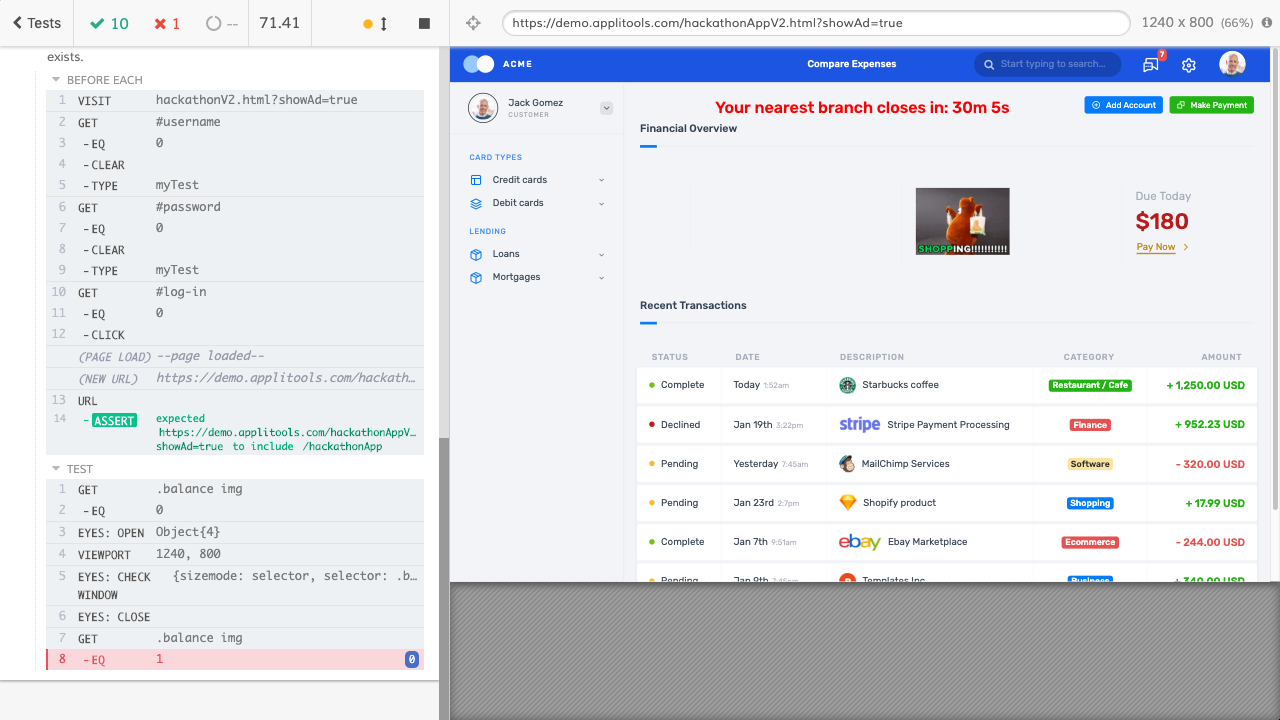 Tests
10
1
--
71.41
https://demo.applitools.com/hackathonAppV2.html?showAd=true
1240 x 800 (66%)
exists.
BEFORE EACH
1 VISIT hackathonV2.html?showAd=true
2 GET #username
3 - EQ 0
4 - CLEAR
5 - TYPE myTest
6 GET #password
7 - EQ 0
8 - CLEAR
9 - TYPE myTest
10 GET #log-in
11 - EQ 0
12 - CLICK
(PAGE LOAD) --page loaded--
(NEW URL) https://demo.applitools.com/hackath…
13 URL
14 - ASSERT expected
https://demo.applitools.com/hackathonAppV…
showAd=true to include /hackathonApp
TEST
1 GET .balance img
2 - EQ 0
3 EYES: OPEN Object{4}
4 VIEWPORT 1240, 800
5 EYES: CHECK {sizemode: selector, selector: .b…
WINDOW
6 EYES: CLOSE
7 GET .balance img
8 - EQ 1 0
ACME
Compare Expenses
Start typing to search...
7
Jack Gomez
CUSTOMER
CARD TYPES
Credit cards
Debit cards
LENDING
Loans
Mortgages
Your nearest branch closes in: 30m 5s
Add Account
Make Payment
Financial Overview
SHOPPING!!!!!!!!!!!
Due Today
$180
Pay Now
Recent Transactions
STATUS DATE DESCRIPTION CATEGORY AMOUNT
Complete Today 1:52am Starbucks coffee Restaurant / Cafe + 1,250.00 USD
Declined Jan 19th 3:22pm stripe Stripe Payment Processing Finance + 952.23 USD
Pending Yesterday 7:45am MailChimp Services Software - 320.00 USD
Pending Jan 23rd 2:7pm Shopify product Shopping + 17.99 USD
Complete Jan 7th 9:51am ebay Ebay Marketplace Ecommerce - 244.00 USD
Pending Jan 9th 7:45pm Templates Inc Business + 340.00 USD